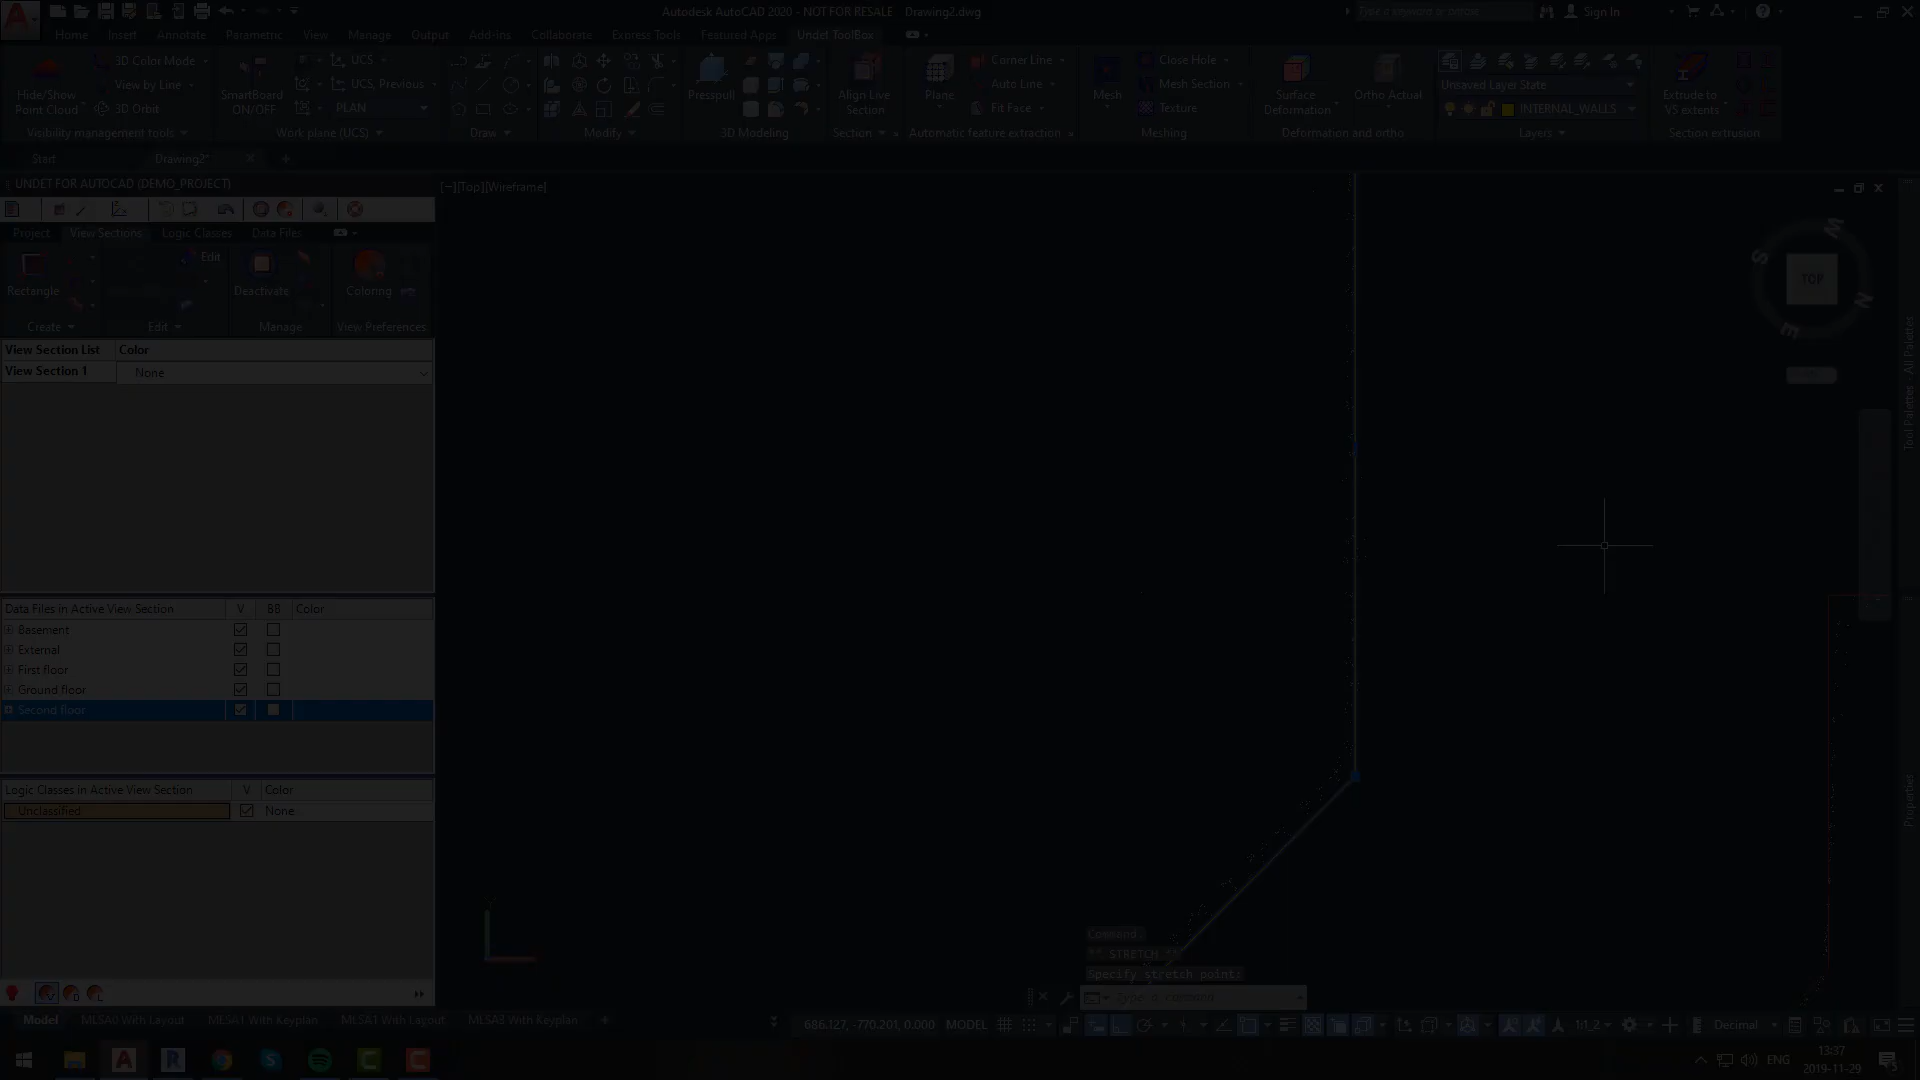 Autodesk AutoCAD 2020 - NOT FOR RESALE Drawing2.dwg
Type a keyword or phrase
Sign In
Home Insert Annotate Parametric View Manage Output Add-ins Collaborate Express Tools Featured Apps Undet ToolBox
Hide/Show
Point Cloud
3D Color Mode
View by Line
3D Orbit
Visibility management tools
SmartBoard
ON/OFF
UCS
UCS, Previous
PLAN
Work plane (UCS)
Draw
Modify
Presspull
3D Modeling
Align Live
Section
Section
Plane
Corner Line
Auto Line
Fit Face
Automatic feature extraction
Mesh
Close Hole
Mesh Section
Texture
Meshing
Surface
Deformation
Ortho Actual
Deformation and ortho
Unsaved Layer State
INTERNAL_WALLS
Layers
Extrude to
VS extents
Section extrusion
Start Drawing2*
UNDET FOR AUTOCAD (DEMO_PROJECT)
Project View Sections Logic Classes Data Files
Rectangle
Create
Edit
Edit
Deactivate
Manage
Coloring
View Preferences
View Section List Color
View Section 1 None
Data Files in Active View Section V BB Color
Basement
External
First floor
Ground floor
Second floor
Logic Classes in Active View Section V Color
Unclassified None
[−][Top][Wireframe]
N
S
TOP
E
Tool Palettes - All Palettes
Properties
Y
Command:
** STRETCH **
Specify stretch point:
Type a command
Model MLSA0 With Layout MLSA1 With Keyplan MLSA1 With Layout MLSA3 With Keyplan
686.127, -770.201, 0.000 MODEL
Decimal
ENG
13:37
2019-11-29